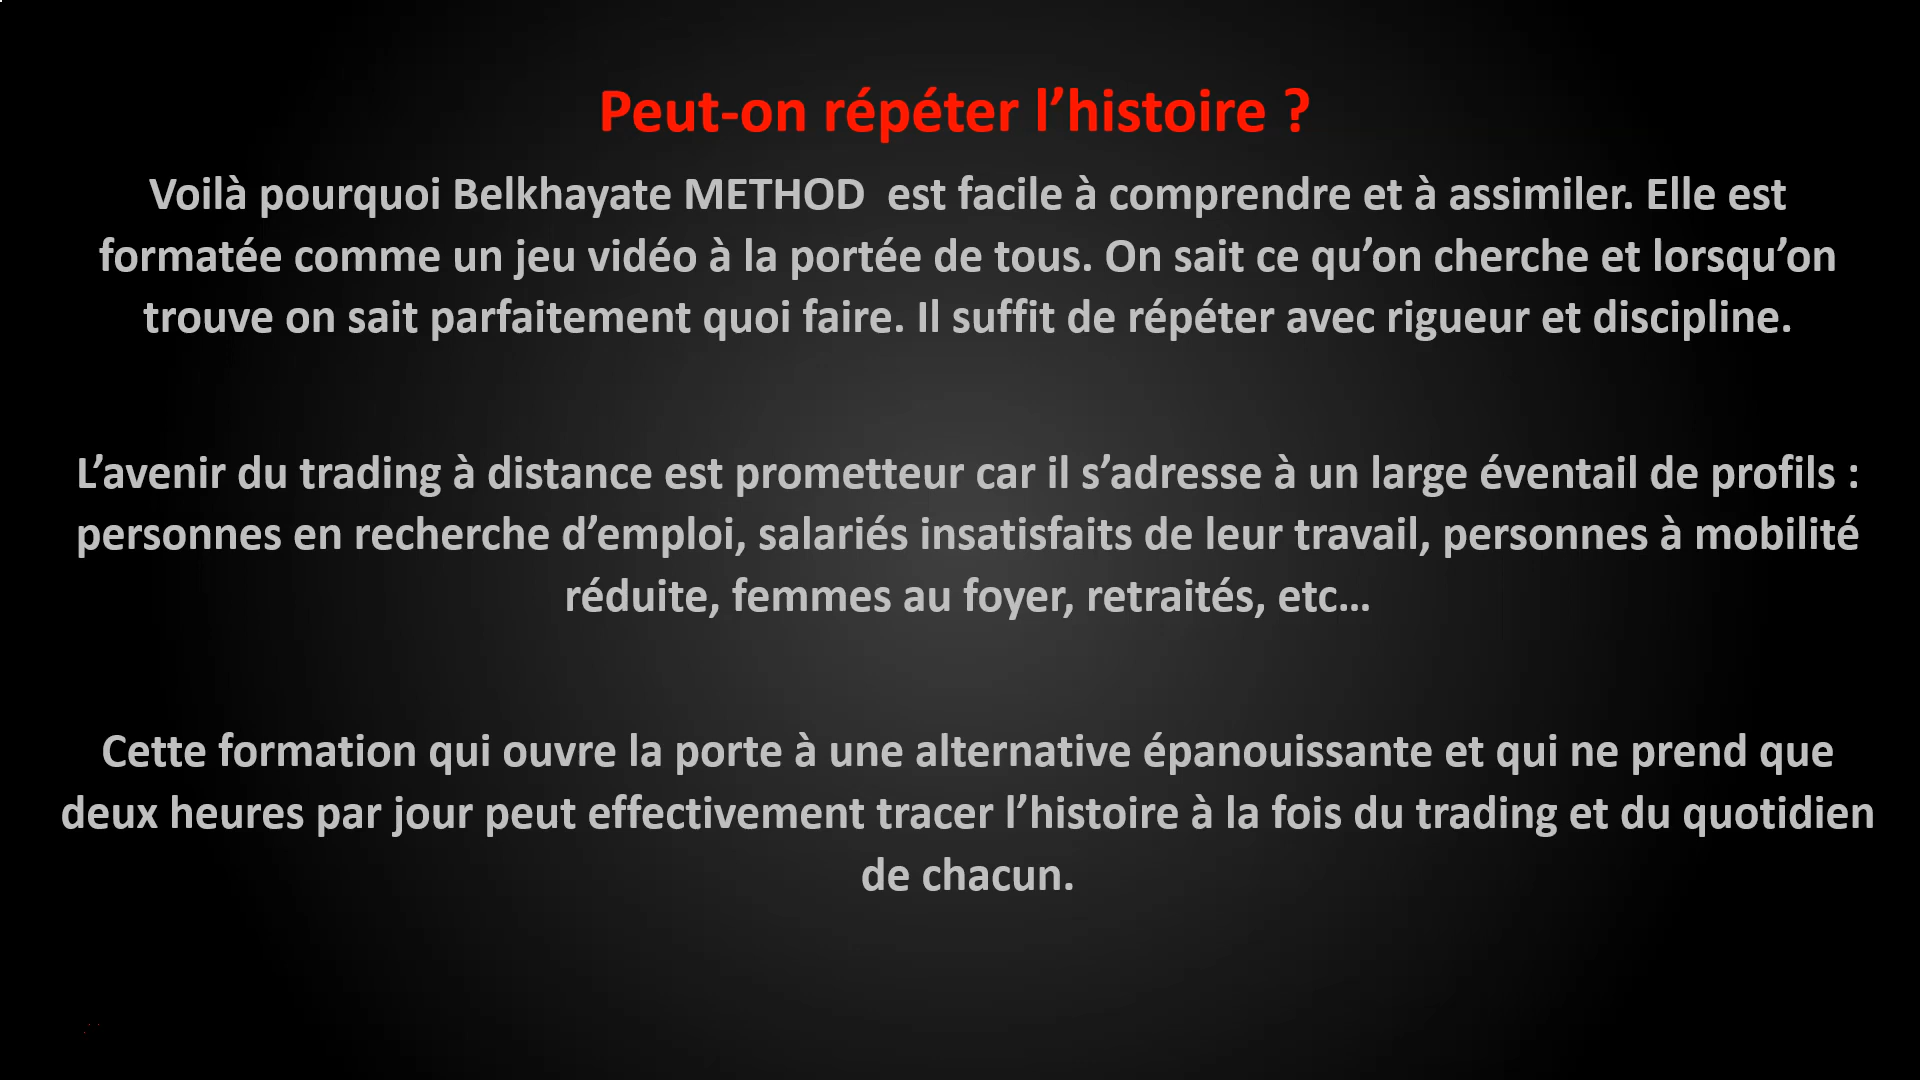 Peut-on répéter l’histoire ?
Voilà pourquoi Belkhayate METHOD  est facile à comprendre et à assimiler. Elle est
formatée comme un jeu vidéo à la portée de tous. On sait ce qu’on cherche et lorsqu’on
trouve on sait parfaitement quoi faire. Il suffit de répéter avec rigueur et discipline.
L’avenir du trading à distance est prometteur car il s’adresse à un large éventail de profils :
personnes en recherche d’emploi, salariés insatisfaits de leur travail, personnes à mobilité
réduite, femmes au foyer, retraités, etc…
Cette formation qui ouvre la porte à une alternative épanouissante et qui ne prend que
deux heures par jour peut effectivement tracer l’histoire à la fois du trading et du quotidien
de chacun.